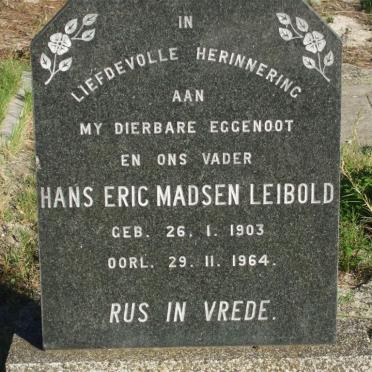 IN
LIEFDEVOLLE HERINNERING
AAN
MY DIERBARE EGGENOOT
EN ONS VADER
HANS ERIC MADSEN LEIBOLD
GEB. 26. 1. 1903
OORL. 29. 11. 1964.
RUS IN VREDE.